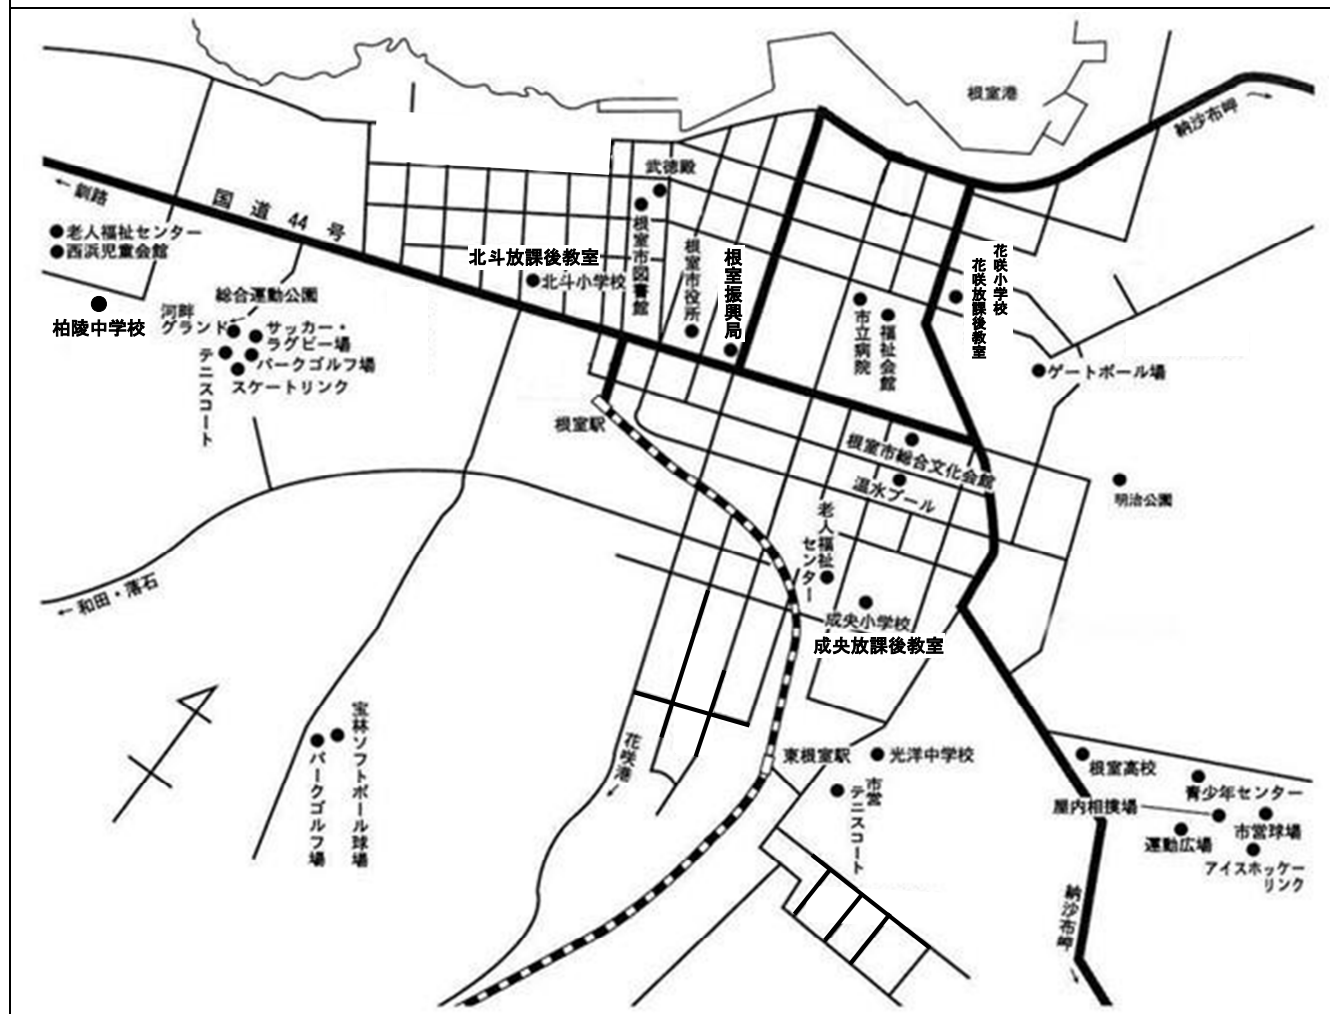 根室港
納沙布岬
武徳殿
釧路
国道44号
老人福祉センター
西浜児童会館
根室市図書館
根室市役所
根室振興局
花咲小学校
花咲放課後教室
北斗放課後教室
北斗小学校
総合運動公園
河畔
グランド
サッカー・
ラグビー場
パークゴルフ場
スケートリンク
テニスコート
柏陵中学校
市立病院
福祉会館
ゲートボール場
根室駅
根室市総合文化会館
温水プール
明治公園
老人福祉
センター
和田・落石
成央小学校
成央放課後教室
宝林ソフトボール球場
パークゴルフ場
花咲港
東根室駅
光洋中学校
市営
テニスコート
根室高校
青少年センター
屋内相撲場
市営球場
運動広場
アイスホッケー
リンク
納沙布岬